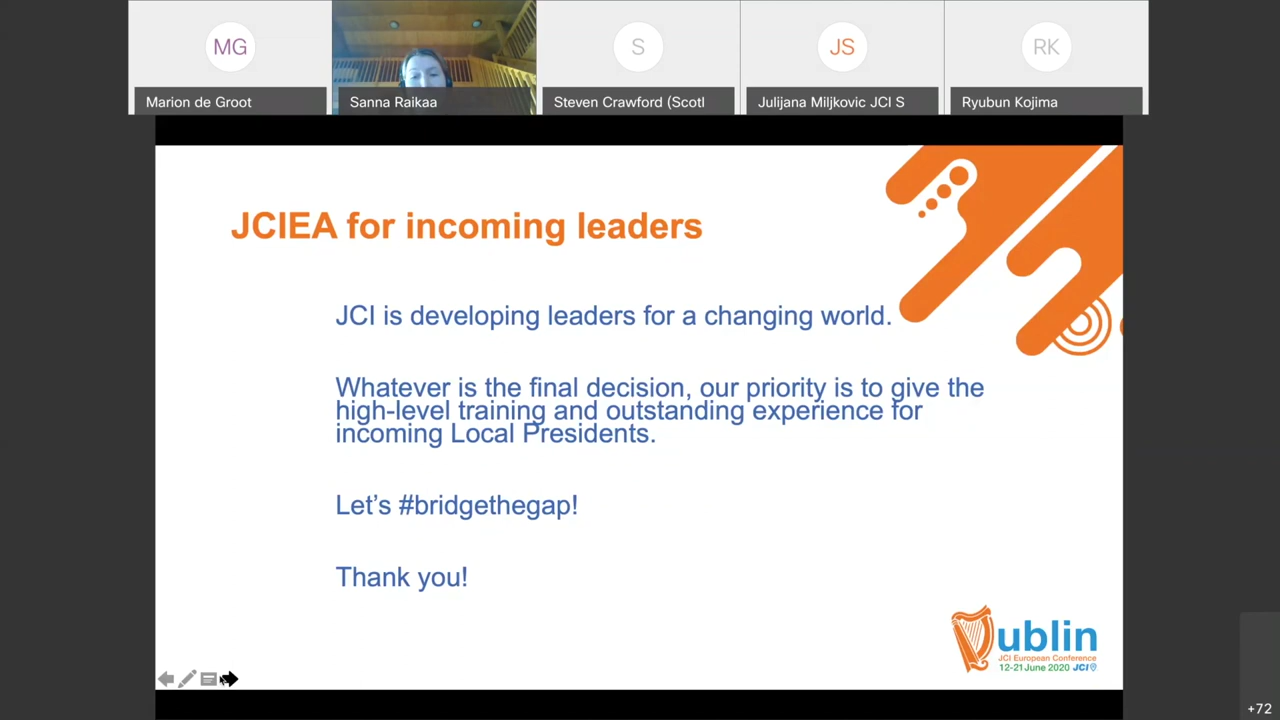 MG
S
JS
RK
Marion de Groot
Sanna Raikaa
Steven Crawford (Scotl
Julijana Miljkovic JCI S
Ryubun Kojima
JCIEA for incoming leaders
JCI is developing leaders for a changing world.
Whatever is the final decision, our priority is to give the
high-level training and outstanding experience for
incoming Local Presidents.
Let's #bridgethegap!
Thank you!
Dublin
JCI European Conference
12-21 June 2020 JCI
+72